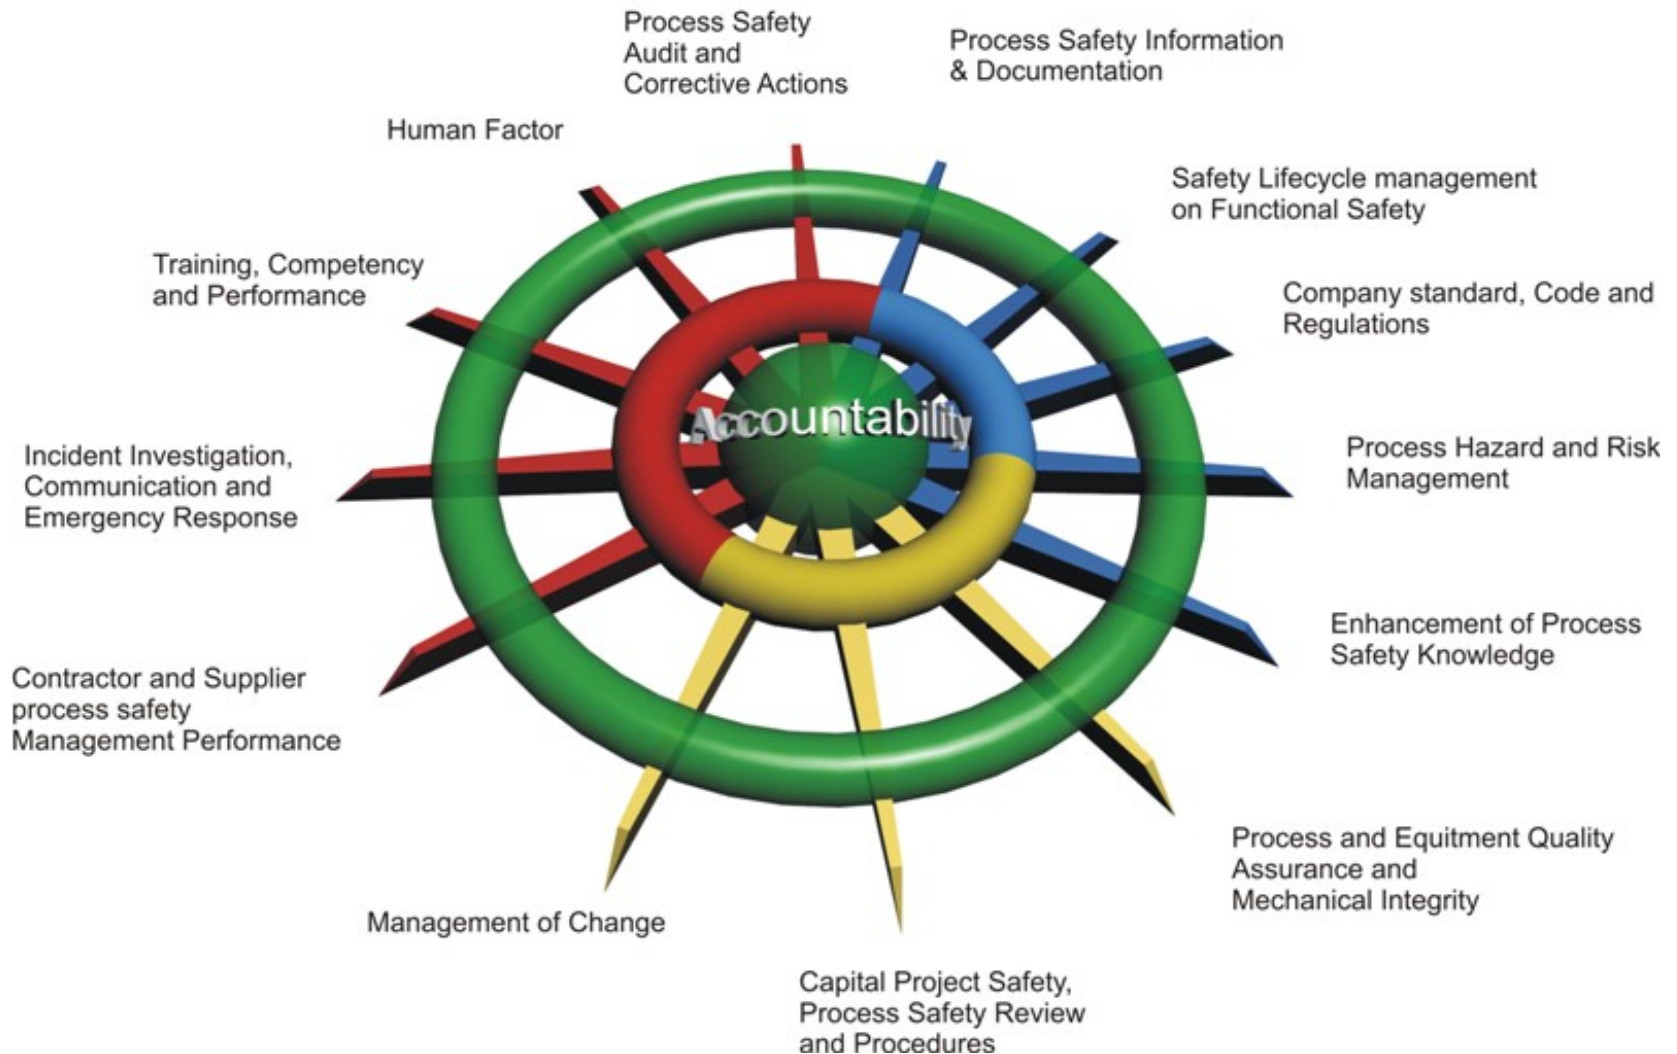 Process Safety
Audit and
Corrective Actions
Process Safety Information
& Documentation
Human Factor
Safety Lifecycle management
on Functional Safety
Training, Competency
and Performance
Company standard, Code and
Regulations
Accountability
Incident Investigation,
Communication and
Emergency Response
Process Hazard and Risk
Management
Enhancement of Process
Safety Knowledge
Contractor and Supplier
process safety
Management Performance
Process and Equitment Quality
Assurance and
Mechanical Integrity
Management of Change
Capital Project Safety,
Process Safety Review
and Procedures